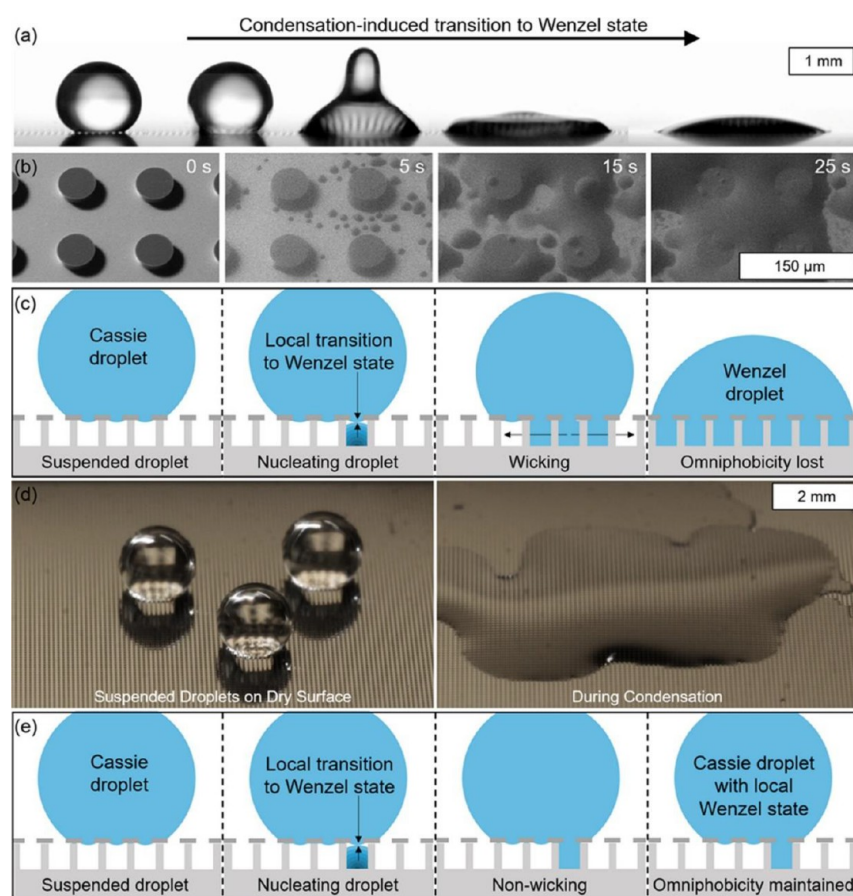 Condensation-induced transition to Wenzel state
(a)
1 mm
(b)
0 s
5 s
15 s
25 s
150 µm
(c)
Cassie
droplet
Local transition
to Wenzel state
Wenzel
droplet
Suspended droplet
Nucleating droplet
Wicking
Omniphobicity lost
(d)
2 mm
Suspended Droplets on Dry Surface
During Condensation
(e)
Cassie
droplet
Local transition
to Wenzel state
Cassie droplet
with local
Wenzel state
Suspended droplet
Nucleating droplet
Non-wicking
Omniphobicity maintained